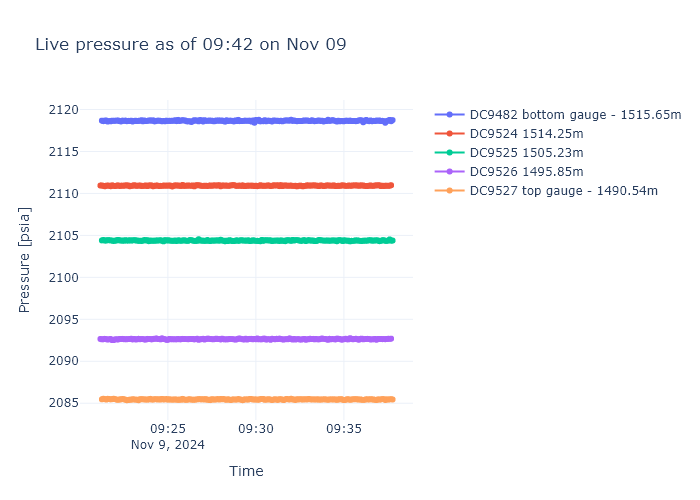 Live pressure as of 09:42 on Nov 09
DC9482 bottom gauge - 1515.65m
DC9524 1514.25m
DC9525 1505.23m
DC9526 1495.85m
DC9527 top gauge - 1490.54m
Pressure [psia]
2120
2115
2110
2105
2100
2095
2090
2085
09:25
09:30
09:35
Nov 9, 2024
Time